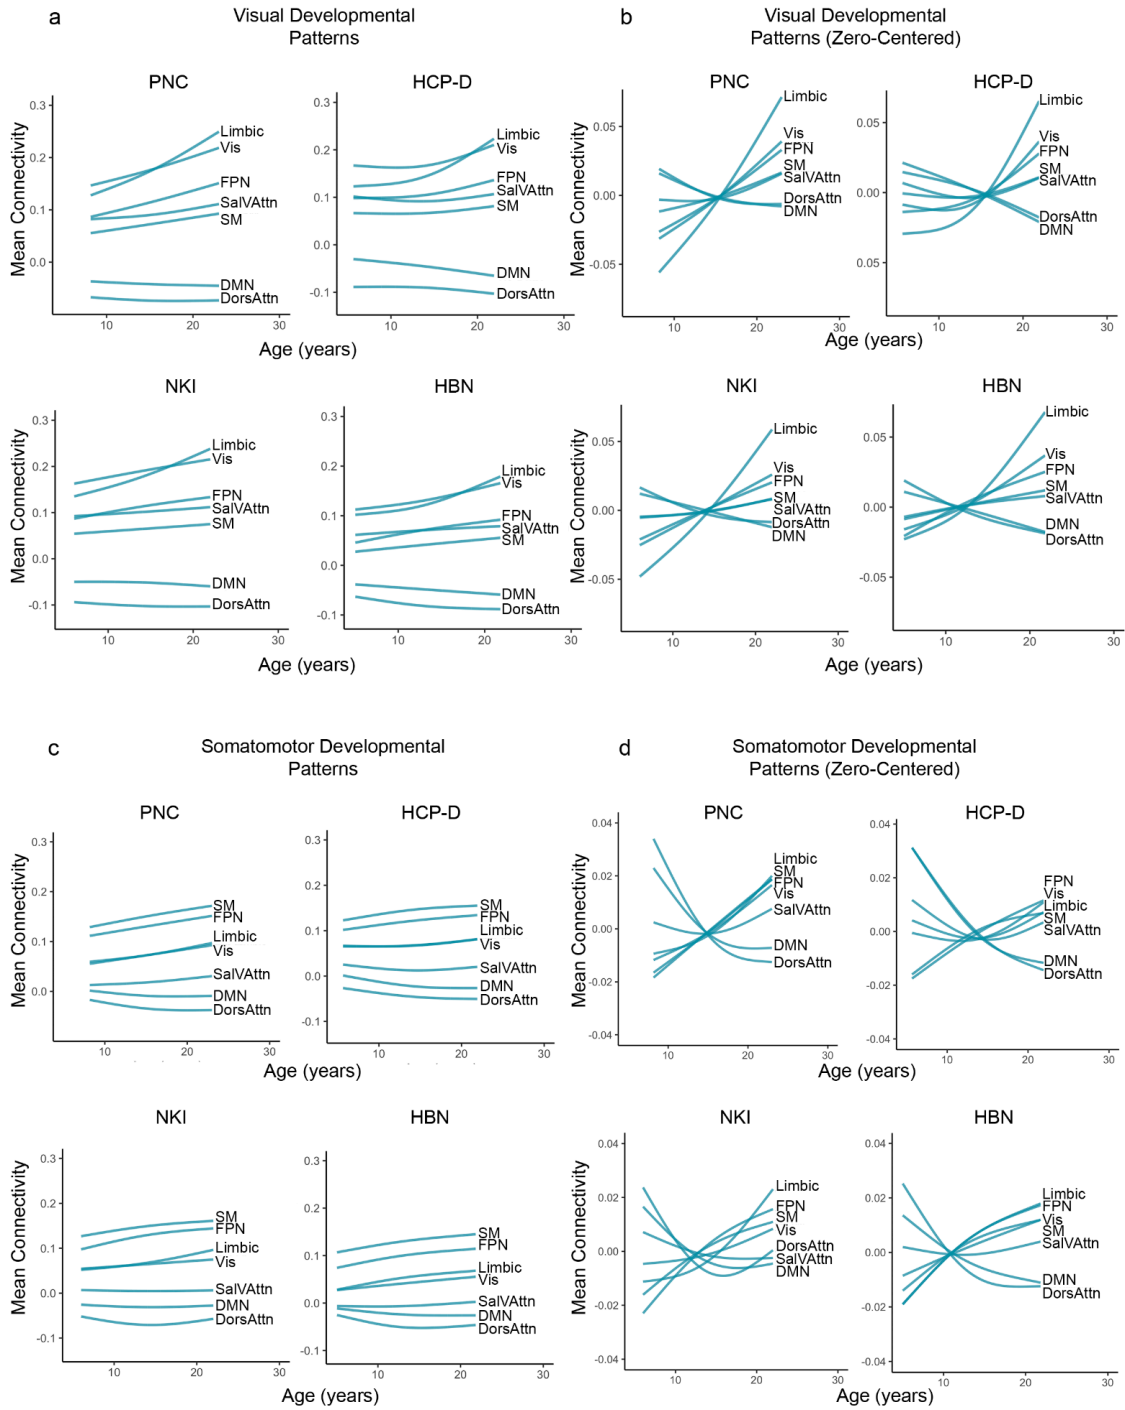 a
Visual Developmental
Patterns
b
Visual Developmental
Patterns (Zero-Centered)
PNC
HCP-D
Mean Connectivity
0.3
0.2
0.1
0.0
Limbic
Vis
FPN
SalVAttn
SM
DMN
DorsAttn
10
20
30
0.3
0.2
0.1
0.0
-0.1
Limbic
Vis
FPN
SalVAttn
SM
DMN
DorsAttn
10
20
30
Age (years)
PNC
HCP-D
Mean Connectivity
0.05
0.00
-0.05
Limbic
Vis
FPN
SM
SalVAttn
DorsAttn
DMN
10
20
30
0.05
0.00
0.05
Limbic
Vis
FPN
SM
SalVAttn
DorsAttn
DMN
10
20
30
Age (years)
NKI
HBN
Mean Connectivity
0.3
0.2
0.1
0.0
-0.1
Limbic
Vis
FPN
SalVAttn
SM
DMN
DorsAttn
10
20
30
0.3
0.2
0.1
0.0
-0.1
Limbic
Vis
FPN
SalVAttn
SM
DMN
DorsAttn
10
20
30
Age (years)
NKI
HBN
Mean Connectivity
0.05
0.00
-0.05
Limbic
Vis
FPN
SM
SalVAttn
DorsAttn
DMN
10
20
30
0.05
0.00
-0.05
Limbic
Vis
FPN
SM
SalVAttn
DMN
DorsAttn
10
20
30
Age (years)
c
Somatomotor Developmental
Patterns
d
Somatomotor Developmental
Patterns (Zero-Centered)
PNC
HCP-D
Mean Connectivity
0.3
0.2
0.1
0.0
SM
FPN
Limbic
Vis
SalVAttn
DMN
DorsAttn
10
20
30
0.3
0.2
0.1
0.0
-0.1
SM
FPN
Limbic
Vis
SalVAttn
DMN
DorsAttn
10
20
30
Age (years)
PNC
HCP-D
Mean Connectivity
0.04
0.02
0.00
-0.02
-0.04
Limbic
SM
FPN
Vis
SalVAttn
DMN
DorsAttn
10
20
30
0.04
0.02
0.00
-0.02
-0.04
FPN
Vis
Limbic
SM
SalVAttn
DMN
DorsAttn
10
20
30
Age (years)
NKI
HBN
Mean Connectivity
0.3
0.2
0.1
0.0
-0.1
SM
FPN
Limbic
Vis
SalVAttn
DMN
DorsAttn
10
20
30
0.3
0.2
0.1
0.0
-0.1
SM
FPN
Limbic
Vis
SalVAttn
DMN
DorsAttn
10
20
30
Age (years)
NKI
HBN
Mean Connectivity
0.04
0.02
0.00
-0.02
-0.04
Limbic
FPN
SM
Vis
DorsAttn
SalVAttn
DMN
10
20
30
0.04
0.02
0.00
-0.02
-0.04
Limbic
FPN
Vis
SM
SalVAttn
DMN
DorsAttn
10
20
30
Age (years)